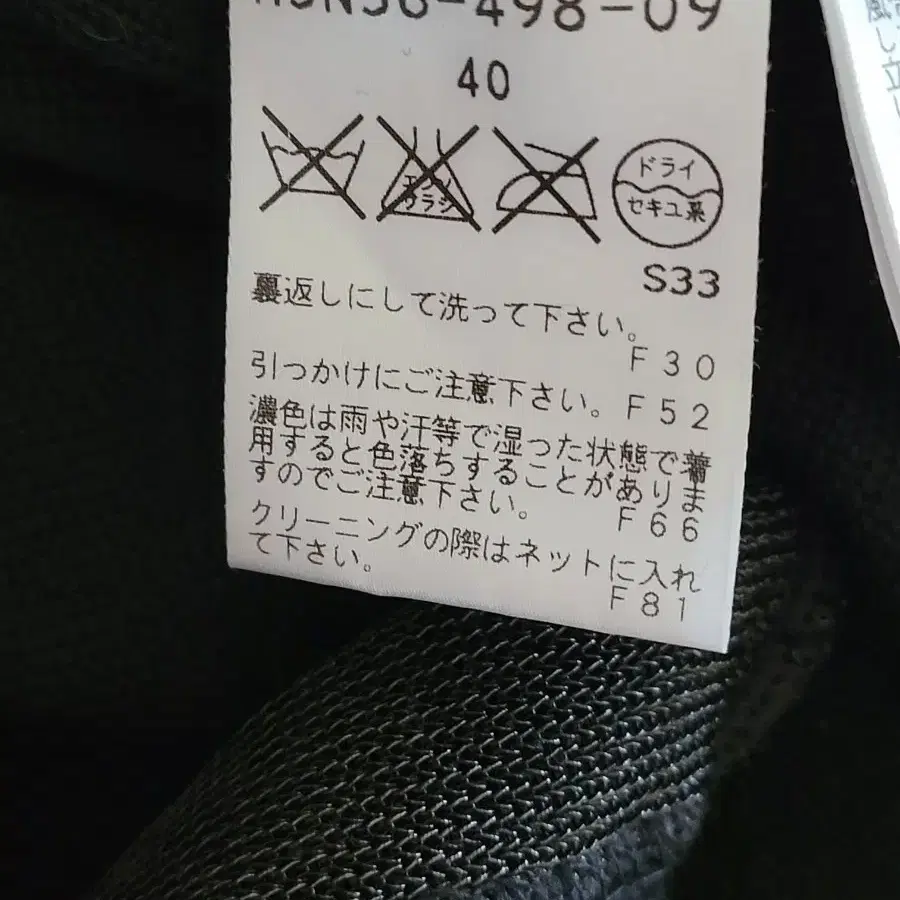 N36-498-09
40
エンソ
サラシ
ドライ
セキユ系
S33
裏返しにして洗って下さい。
F30
引っかけにご注意下さい。F52
濃色は雨や汗等で湿った状態で着
用すると色落ちすることがありま
すのでご注意下さい。
F66
クリーニングの際はネットに入れ
て下さい。
F81